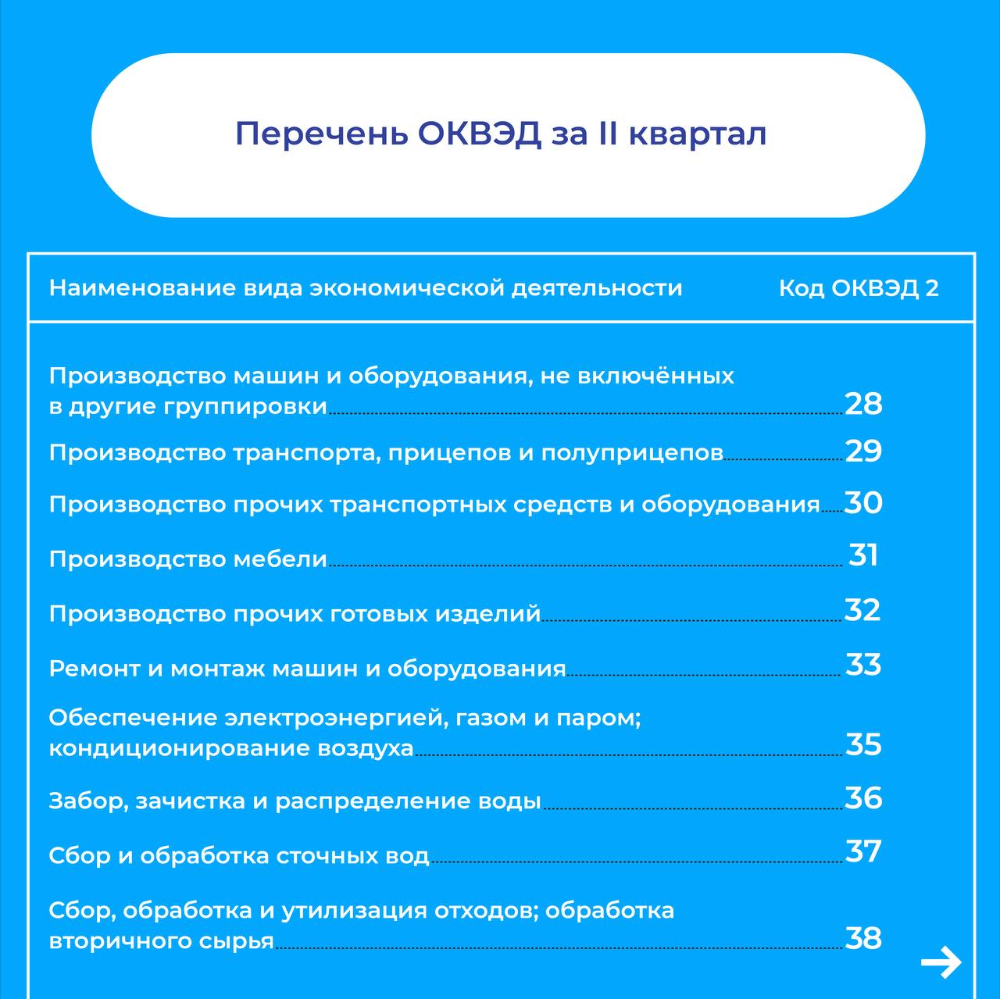 Перечень ОКВЭД за II квартал
Наименование вида экономической деятельности Код ОКВЭД 2
Производство машин и оборудования, не включённых
в другие группировки 28
Производство транспорта, прицепов и полуприцепов 29
Производство прочих транспортных средств и оборудования 30
Производство мебели 31
Производство прочих готовых изделий 32
Ремонт и монтаж машин и оборудования 33
Обеспечение электроэнергией, газом и паром;
кондиционирование воздуха 35
Забор, зачистка и распределение воды 36
Сбор и обработка сточных вод 37
Сбор, обработка и утилизация отходов; обработка
вторичного сырья 38